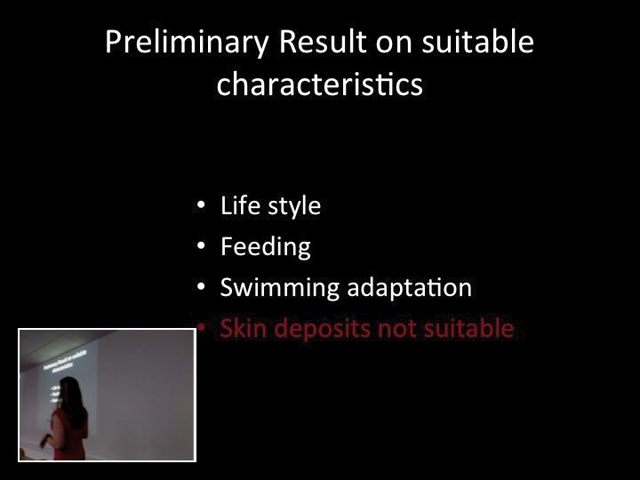 Preliminary Result on suitable
characteristics
• Life style
• Feeding
• Swimming adaptation
• Skin deposits not suitable